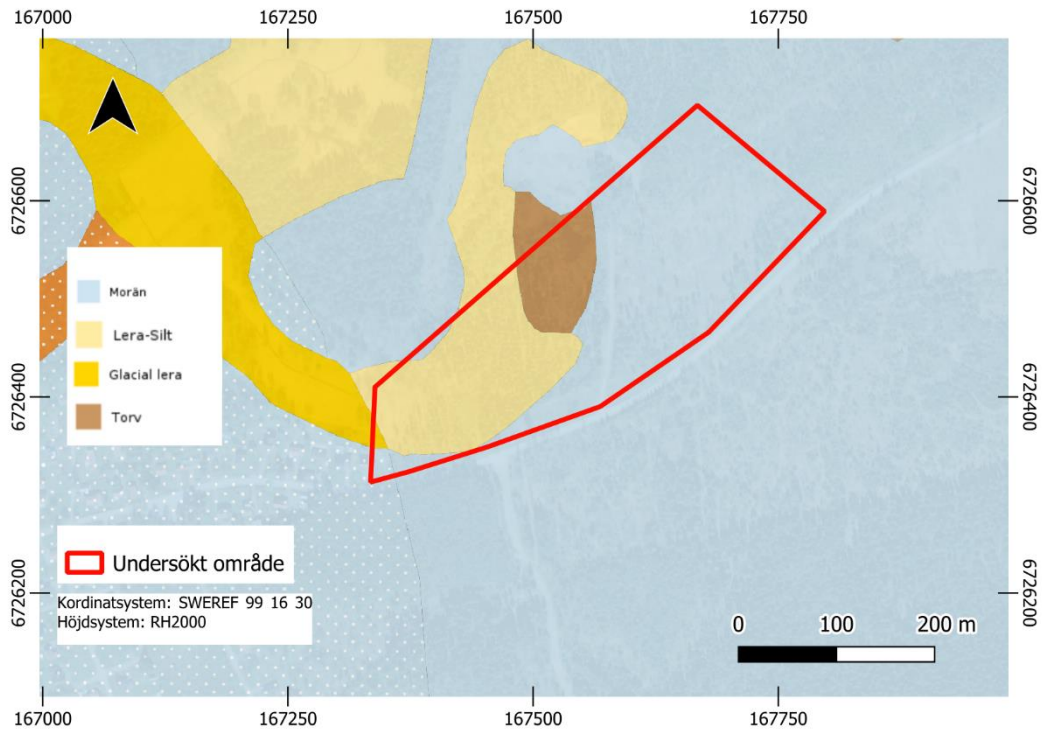 167000 167250 167500 167750
6726600 6726600
Morän
Lera-Silt
Glacial lera
Torv
6726400 6726400
Undersökt område
Kordinatsystem: SWEREF 99 16 30
Höjdsystem: RH2000
6726200 6726200
0 100 200 m
167000 167250 167500 167750